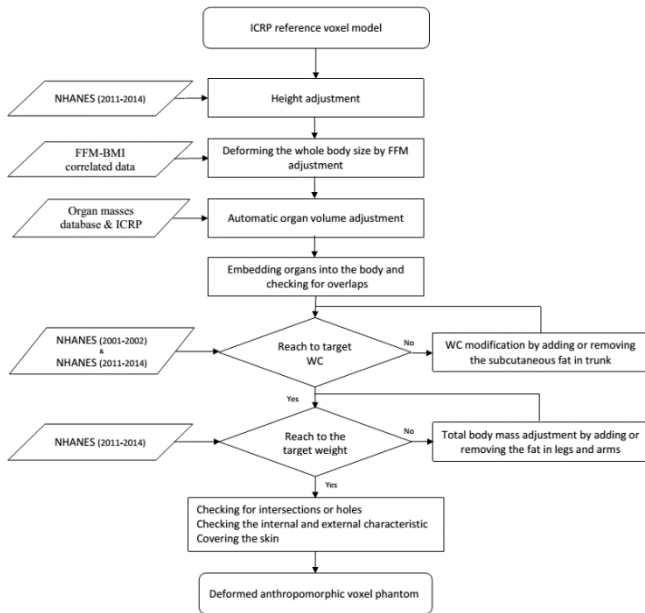 ICRP reference voxel model
NHANES (2011-2014)
Height adjustment
FFM-BMI
correlated data
Deforming the whole body size by FFM
adjustment
Organ masses
database & ICRP
Automatic organ volume adjustment
Embedding organs into the body and
checking for overlaps
NHANES (2001-2002)
&
NHANES (2011-2014)
Reach to target
WC
No
WC modification by adding or removing
the subcutaneous fat in trunk
Yes
NHANES (2011-2014)
Reach to the
target weight
No
Total body mass adjustment by adding or
removing the fat in legs and arms
Yes
Checking for intersections or holes
Checking the internal and external characteristic
Covering the skin
Deformed anthropomorphic voxel phantom